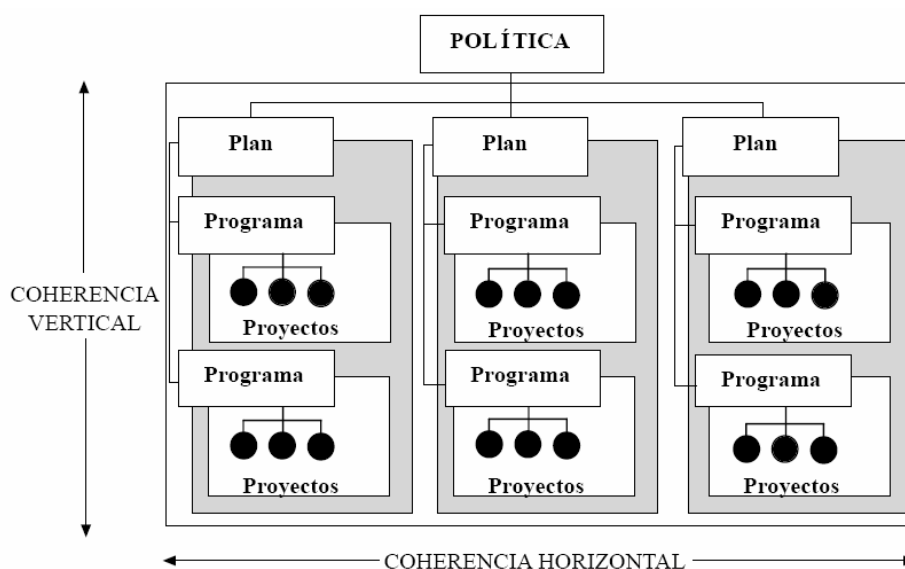 POLÍTICA
Plan
Plan
Plan
Programa
Programa
Programa
Proyectos
Proyectos
Proyectos
COHERENCIA
VERTICAL
Programa
Programa
Programa
Proyectos
Proyectos
Proyectos
COHERENCIA HORIZONTAL